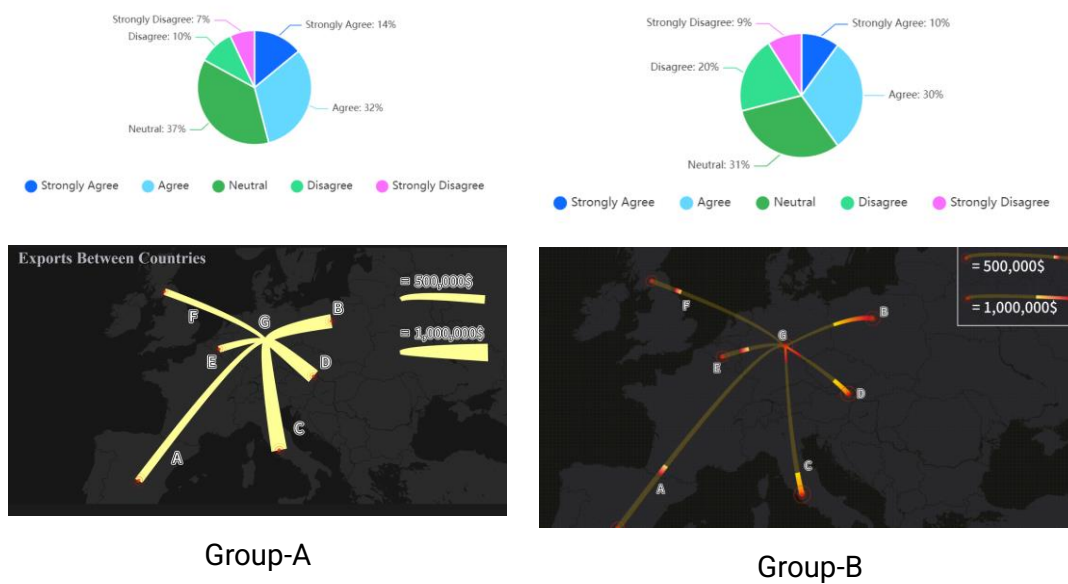 Strongly Disagree: 7%
Strongly Agree: 14%
Disagree: 10%
Agree: 32%
Neutral: 37%
Strongly Agree Agree Neutral Disagree Strongly Disagree
Strongly Disagree: 9%
Strongly Agree: 10%
Disagree: 20%
Agree: 30%
Neutral: 31%
Strongly Agree Agree Neutral Disagree Strongly Disagree
Exports Between Countries
= 500,000$
= 1,000,000$
F
G
B
E
D
C
A
Group-A
= 500,000$
= 1,000,000$
F
B
G
E
D
C
A
Group-B